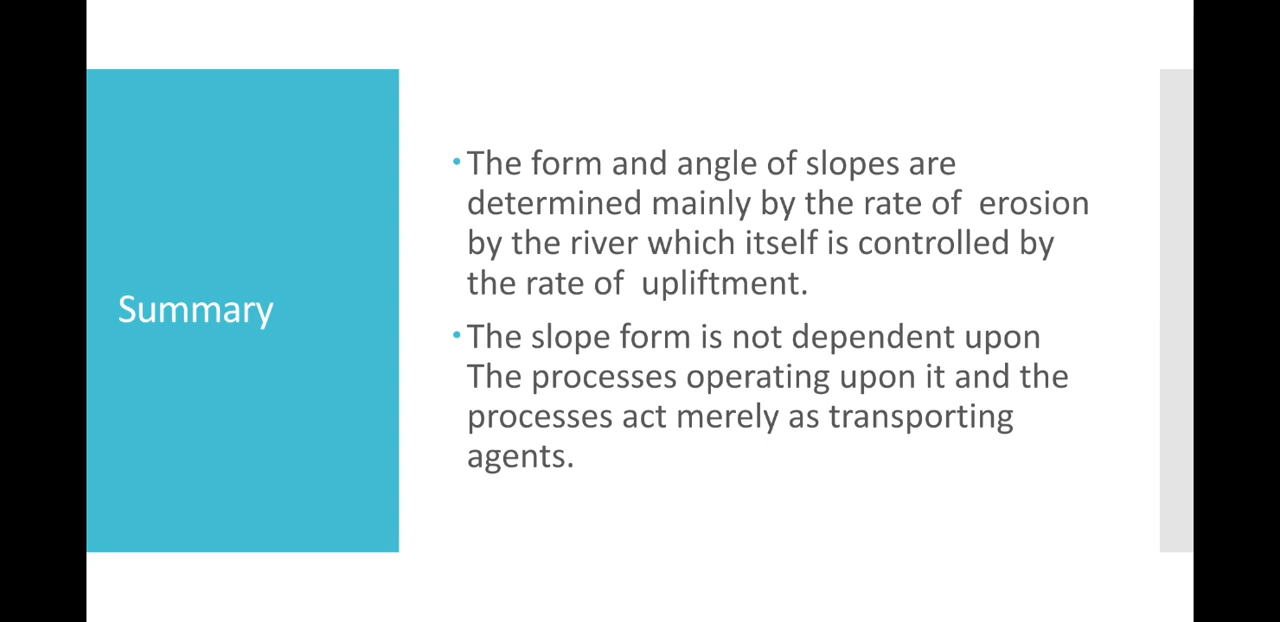 Summary
• The form and angle of slopes are
determined mainly by the rate of  erosion
by the river which itself is controlled by
the rate of  upliftment.
• The slope form is not dependent upon
The processes operating upon it and the
processes act merely as transporting
agents.